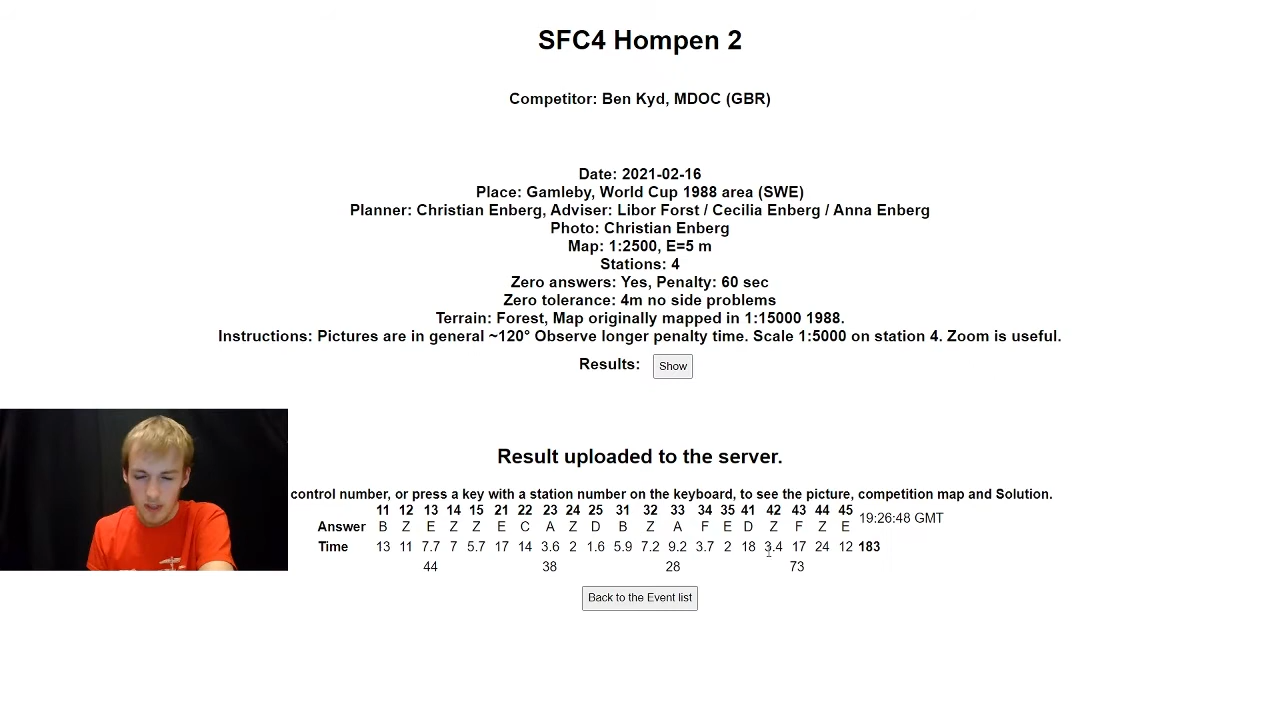 SFC4 Hompen 2
Competitor: Ben Kyd, MDOC (GBR)
Date: 2021-02-16
Place: Gamleby, World Cup 1988 area (SWE)
Planner: Christian Enberg, Adviser: Libor Forst / Cecilia Enberg / Anna Enberg
Photo: Christian Enberg
Map: 1:2500, E=5 m
Stations: 4
Zero answers: Yes, Penalty: 60 sec
Zero tolerance: 4m no side problems
Terrain: Forest, Map originally mapped in 1:15000 1988.
Instructions: Pictures are in general ~120° Observe longer penalty time. Scale 1:5000 on station 4. Zoom is useful.
Results: Show
Result uploaded to the server.
control number, or press a key with a station number on the keyboard, to see the picture, competition map and Solution.
11 12 13 14 15 21 22 23 24 25 31 32 33 34 35 41 42 43 44 45 19:26:48 GMT
Answer B Z E Z Z E C A Z D B Z A F E D Z F Z E
Time 13 11 7.7 7 5.7 17 14 3.6 2 1.6 5.9 7.2 9.2 3.7 2 18 3.4 17 24 12 183
44 38 28 73
Back to the Event list